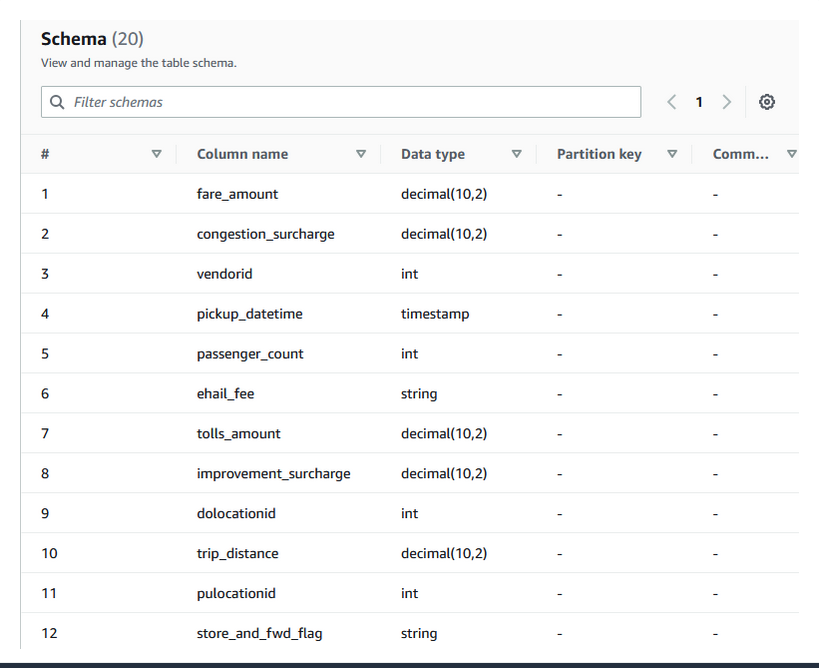 Schema (20)
View and manage the table schema.
Filter schemas
1
# Column name Data type Partition key Comm...
1 fare_amount decimal(10,2) - -
2 congestion_surcharge decimal(10,2) - -
3 vendorid int - -
4 pickup_datetime timestamp - -
5 passenger_count int - -
6 ehail_fee string - -
7 tolls_amount decimal(10,2) - -
8 improvement_surcharge decimal(10,2) - -
9 dolocationid int - -
10 trip_distance decimal(10,2) - -
11 pulocationid int - -
12 store_and_fwd_flag string - -